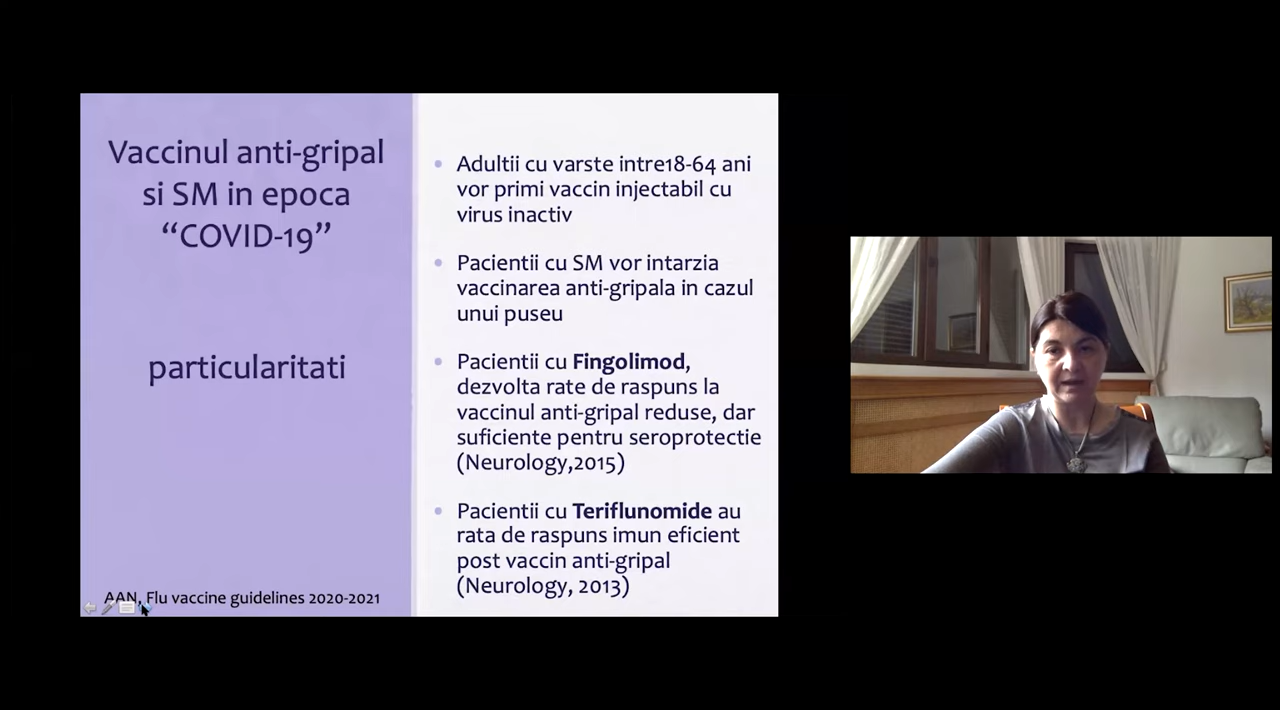 Vaccinul anti-gripal
si SM in epoca
“COVID-19”
particularitati
AAN, Flu vaccine guidelines 2020-2021
• Adultii cu varste intre18-64 ani
vor primi vaccin injectabil cu
virus inactiv
• Pacientii cu SM vor intarzia
vaccinarea anti-gripala in cazul
unui puseu
• Pacientii cu Fingolimod,
dezvolta rate de raspuns la
vaccinul anti-gripal reduse, dar
suficiente pentru seroprotectie
(Neurology,2015)
• Pacientii cu Teriflunomide au
rata de raspuns imun eficient
post vaccin anti-gripal
(Neurology, 2013)